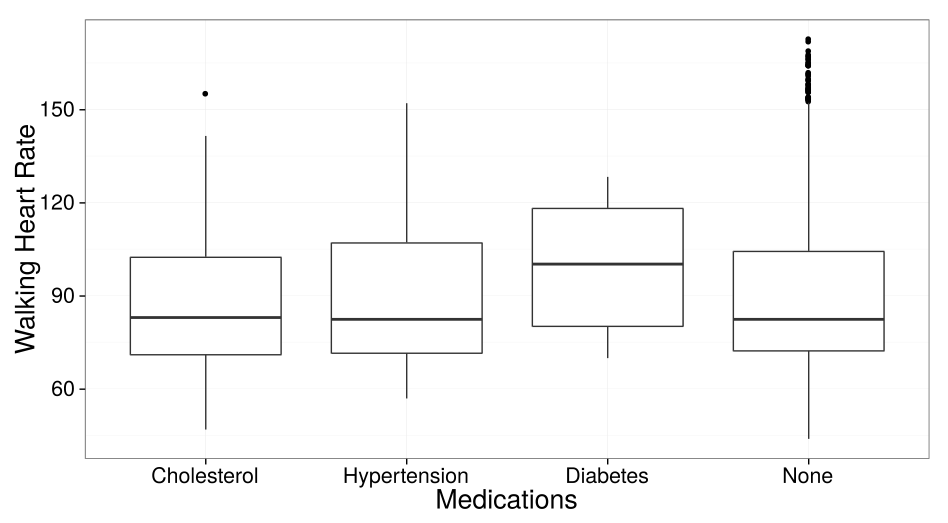 Walking Heart Rate
150
120
90
60
Cholesterol Hypertension Diabetes None
Medications